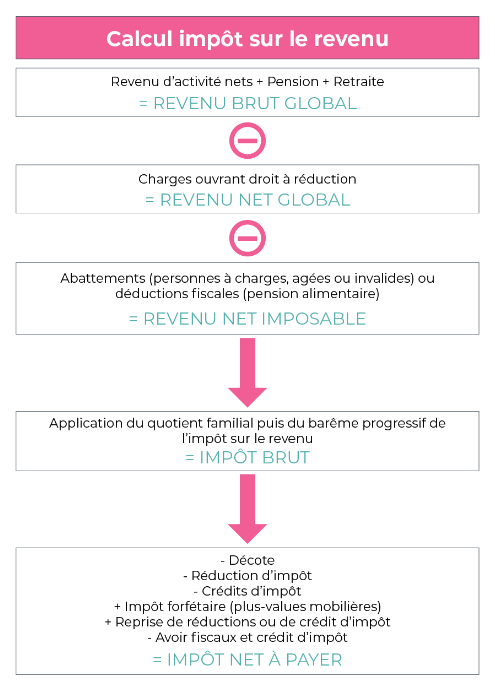 Calcul impôt sur le revenu
Revenu d'activité nets + Pension + Retraite
= REVENU BRUT GLOBAL
Charges ouvrant droit à réduction
= REVENU NET GLOBAL
Abattements (personnes à charges, agées ou invalides) ou
déductions fiscales (pension alimentaire)
= REVENU NET IMPOSABLE
Application du quotient familial puis du barême progressif de
l'impôt sur le revenu
= IMPÔT BRUT
- Décote
- Réduction d'impôt
- Crédits d'impôt
+ Impôt forfétaire (plus-values mobilières)
+ Reprise de réductions ou de crédit d'impôt
- Avoir fiscaux et crédit d'impôt
= IMPÔT NET À PAYER